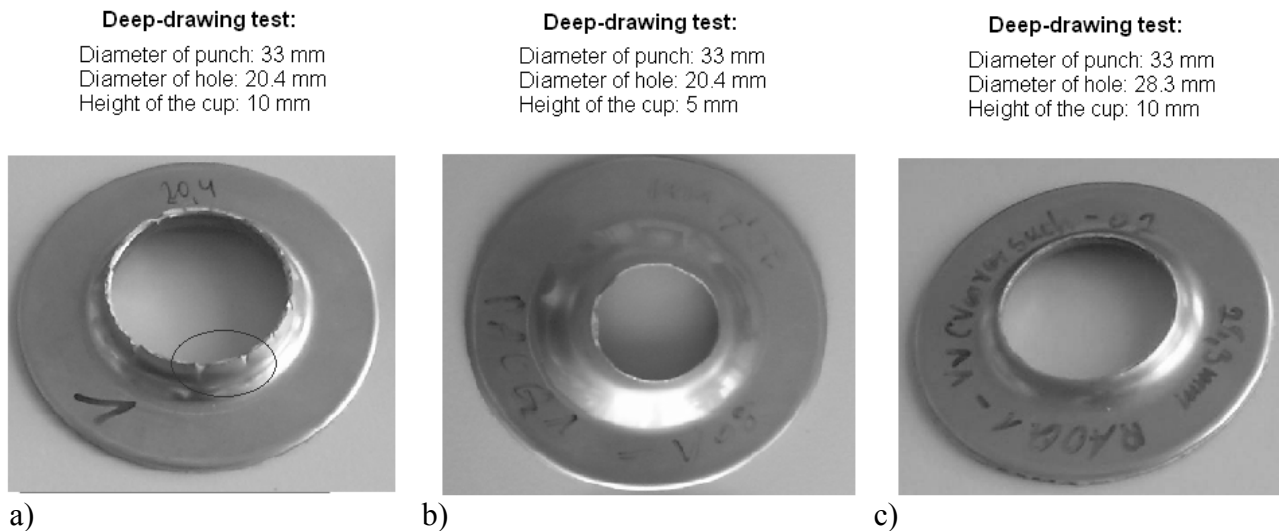 Deep-drawing test:
Diameter of punch: 33 mm
Diameter of hole: 20.4 mm
Height of the cup: 10 mm
Deep-drawing test:
Diameter of punch: 33 mm
Diameter of hole: 20.4 mm
Height of the cup: 5 mm
Deep-drawing test:
Diameter of punch: 33 mm
Diameter of hole: 28.3 mm
Height of the cup: 10 mm
20,4
1
a)
b)
c)